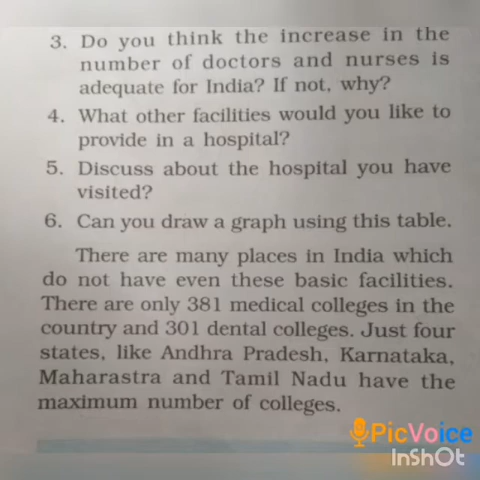 3. Do you think the increase in the
number of doctors and nurses is
adequate for India? If not, why?
4. What other facilities would you like to
provide in a hospital?
5. Discuss about the hospital you have
visited?
6. Can you draw a graph using this table.
There are many places in India which
do not have even these basic facilities.
There are only 381 medical colleges in the
country and 301 dental colleges. Just four
states, like Andhra Pradesh, Karnataka,
Maharastra and Tamil Nadu have the
maximum number of colleges.
PicVoice
InShOt